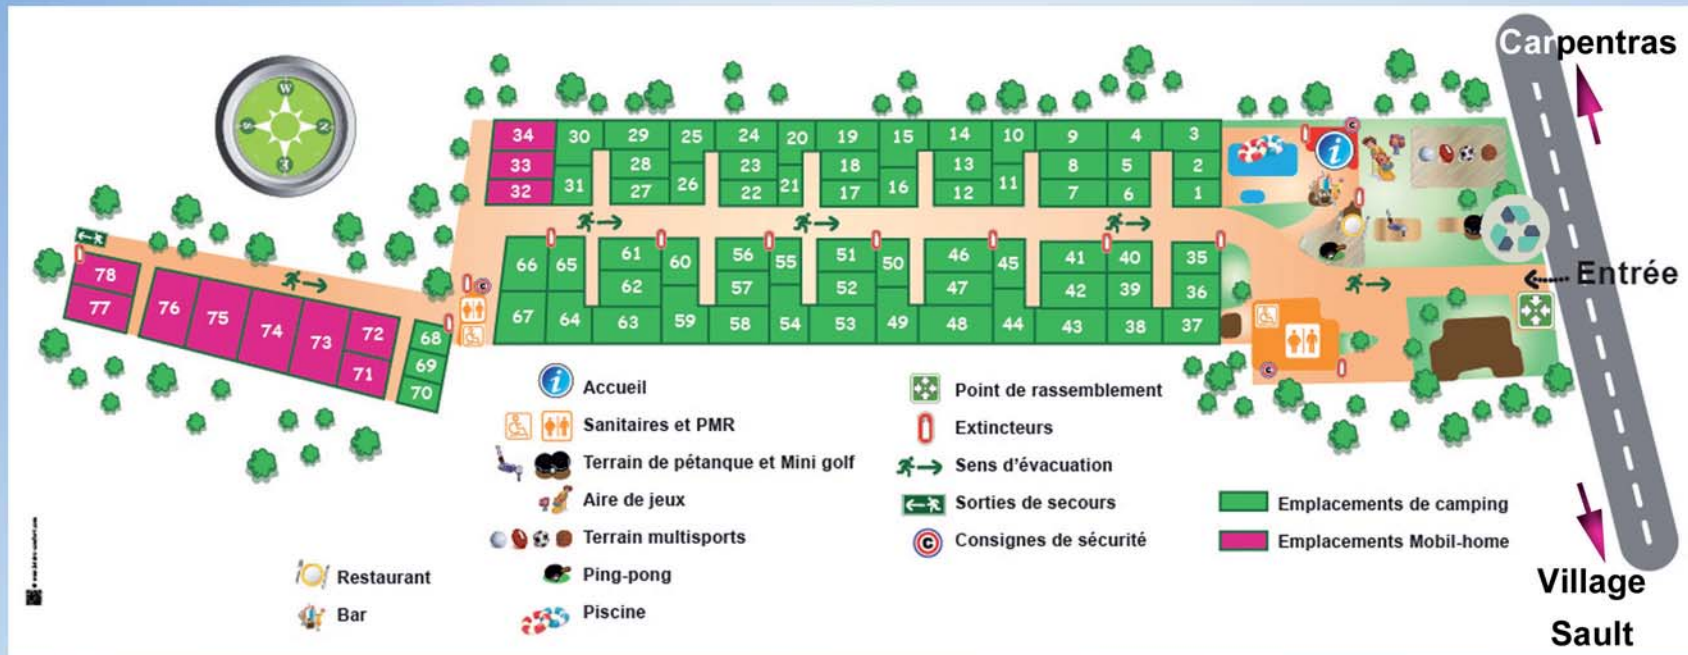 Carpentras
W
S
N
E
34 30 29 25 24 20 19 15 14 10 9 4 3
33 28 23 18 13 8 5 2
32 31 27 26 22 21 17 16 12 11 7 6 1
66 65 61 60 56 55 51 50 46 45 41 40 35
62 57 52 47 42 39 36
67 64 63 59 58 54 53 49 48 44 43 38 37
78
77 76 75 74 73 72
71
68
69
70
i
C
C
C
Entrée
i Accueil
Sanitaires et PMR
Terrain de pétanque et Mini golf
Aire de jeux
Terrain multisports
Ping-pong
Piscine
Restaurant
Bar
Point de rassemblement
Extincteurs
Sens d'évacuation
Sorties de secours
C Consignes de sécurité
Emplacements de camping
Emplacements Mobil-home
Village
Sault